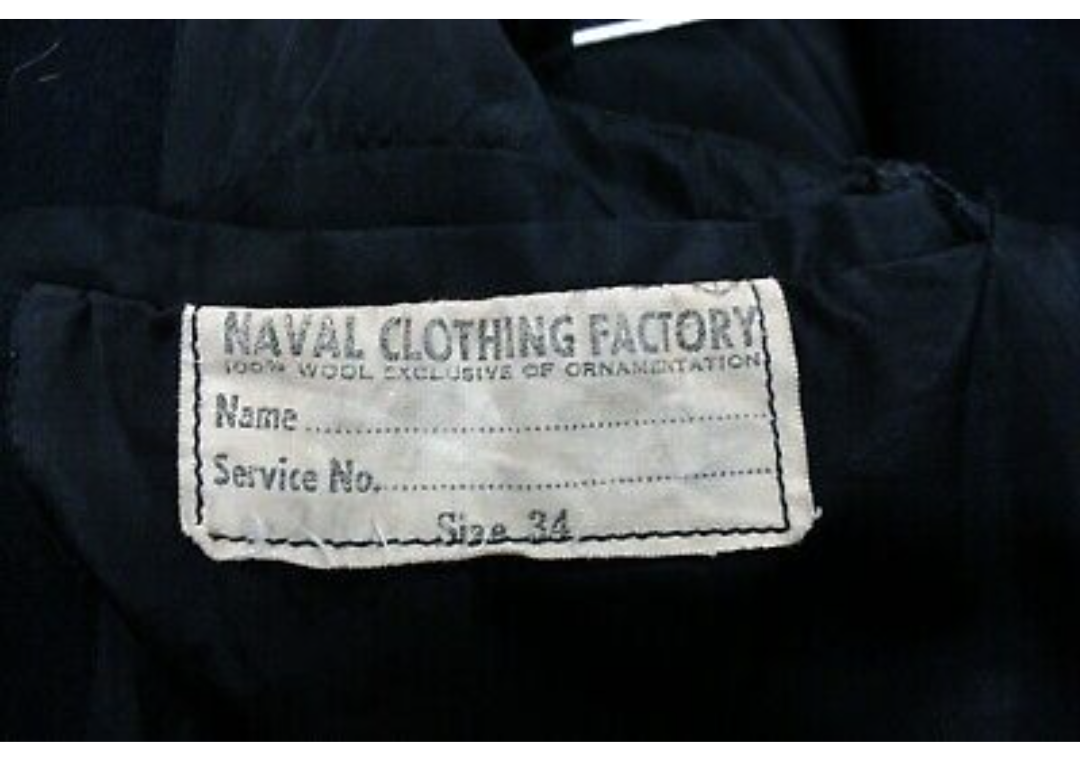 NAVAL CLOTHING FACTORY
100% WOOL EXCLUSIVE OF ORNAMENTATION
Name ........................................
Service No. ........................................
Size 34